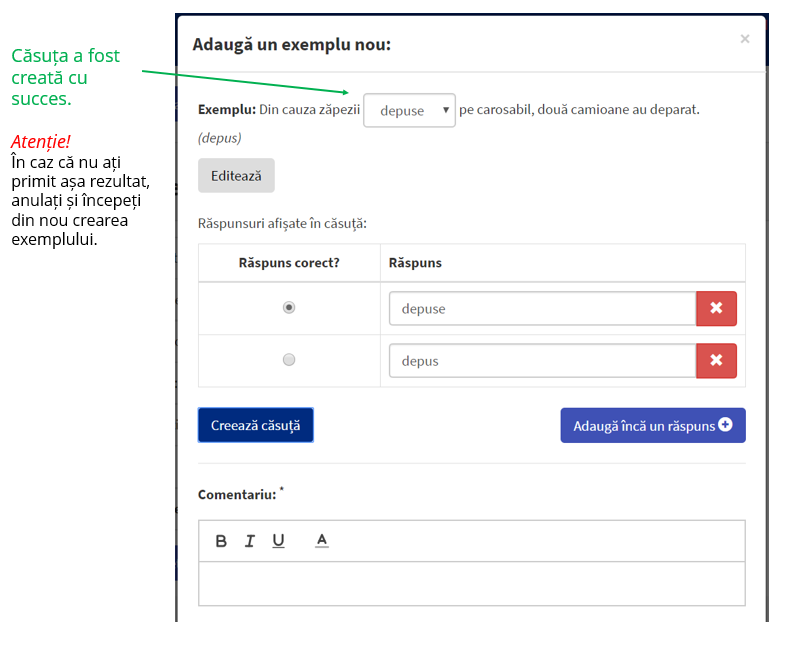 Căsuța a fost
creată cu
succes.
Atenție!
În caz că nu ați
primit așa rezultat,
anulați și începeți
din nou crearea
exemplului.
Adaugă un exemplu nou:
×
Exemplu: Din cauza zăpezii depuse pe carosabil, două camioane au deparat.
(depus)
Editează
Răspunsuri afișate în căsuță:
Răspuns corect? Răspuns
depuse
depus
Creează căsuță Adaugă încă un răspuns
Comentariu: *
B I U A